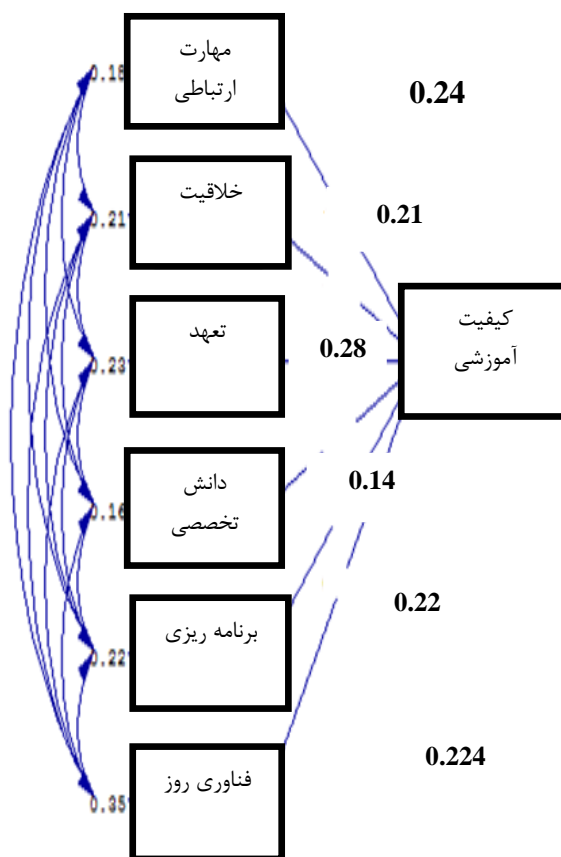 0.18
مهارت
ارتباطی
0.24
0.21
خلاقیت
0.21
0.23
تعهد
0.28
کیفیت
آموزشی
0.16
دانش
تخصصی
0.14
0.22
برنامه ریزی
0.22
0.35
فناوری روز
0.224